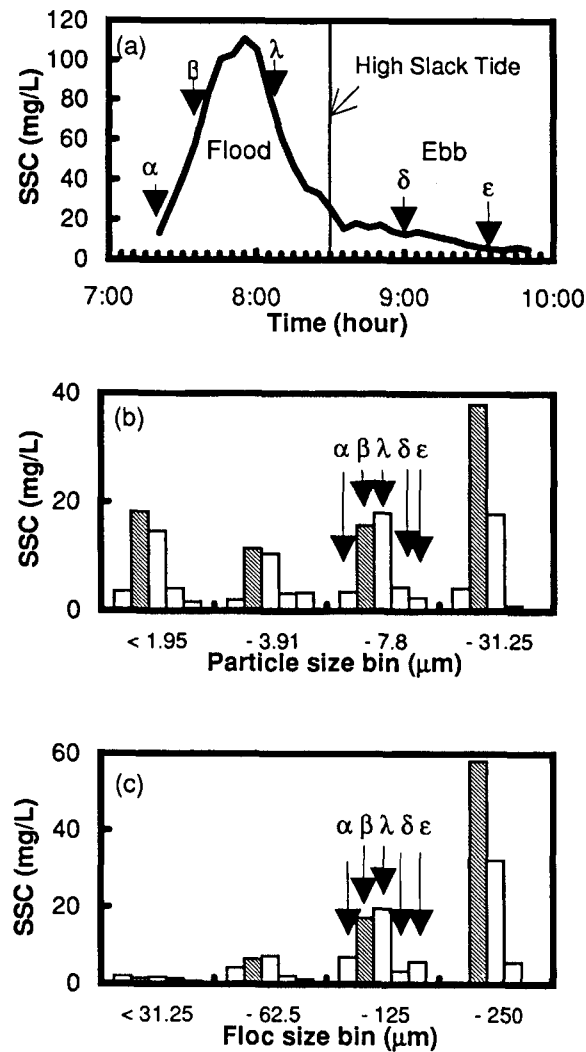 (a)
SSC (mg/L)
120
100
80
60
40
20
0
α
β
λ
Flood
High Slack Tide
Ebb
δ
ε
7:00 8:00 9:00 10:00
Time (hour)
(b)
SSC (mg/L)
40
20
0
α β λ δ ε
< 1.95 - 3.91 - 7.8 - 31.25
Particle size bin (μm)
(c)
SSC (mg/L)
60
40
20
0
α β λ δ ε
< 31.25 - 62.5 - 125 - 250
Floc size bin (μm)